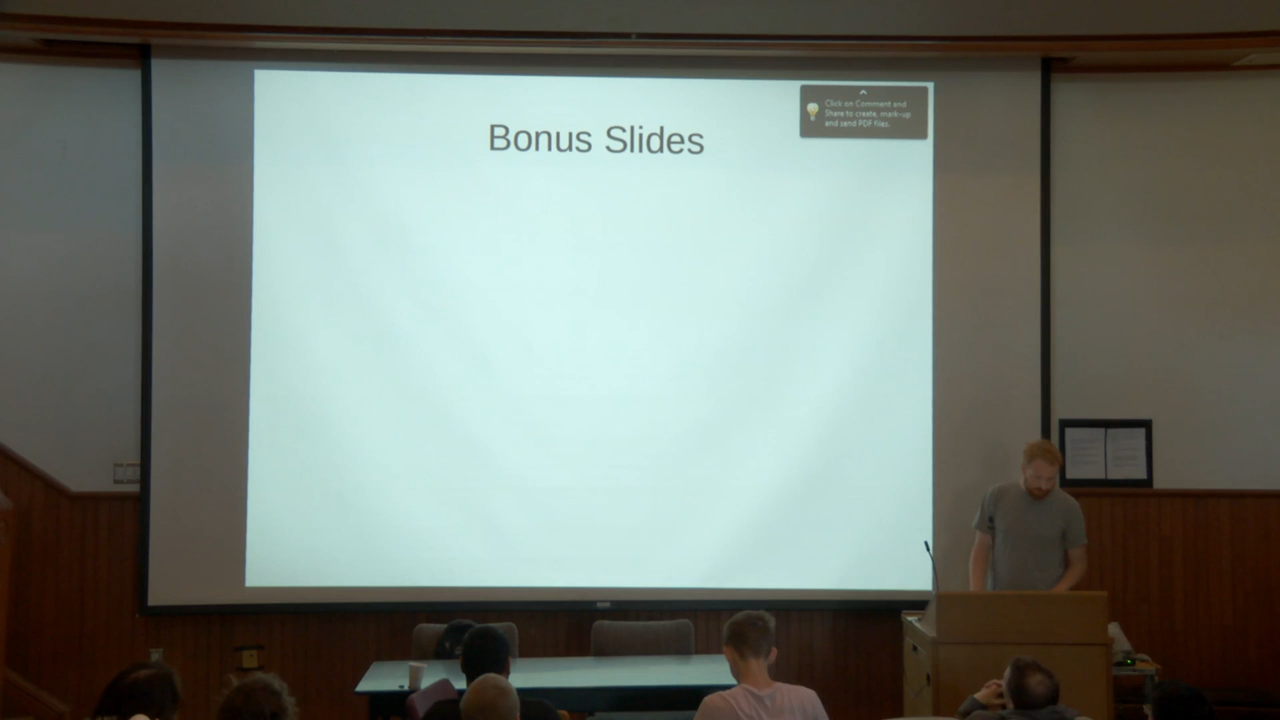 Bonus Slides
Click on Comment and
Share to create, mark-up
and send PDF files.